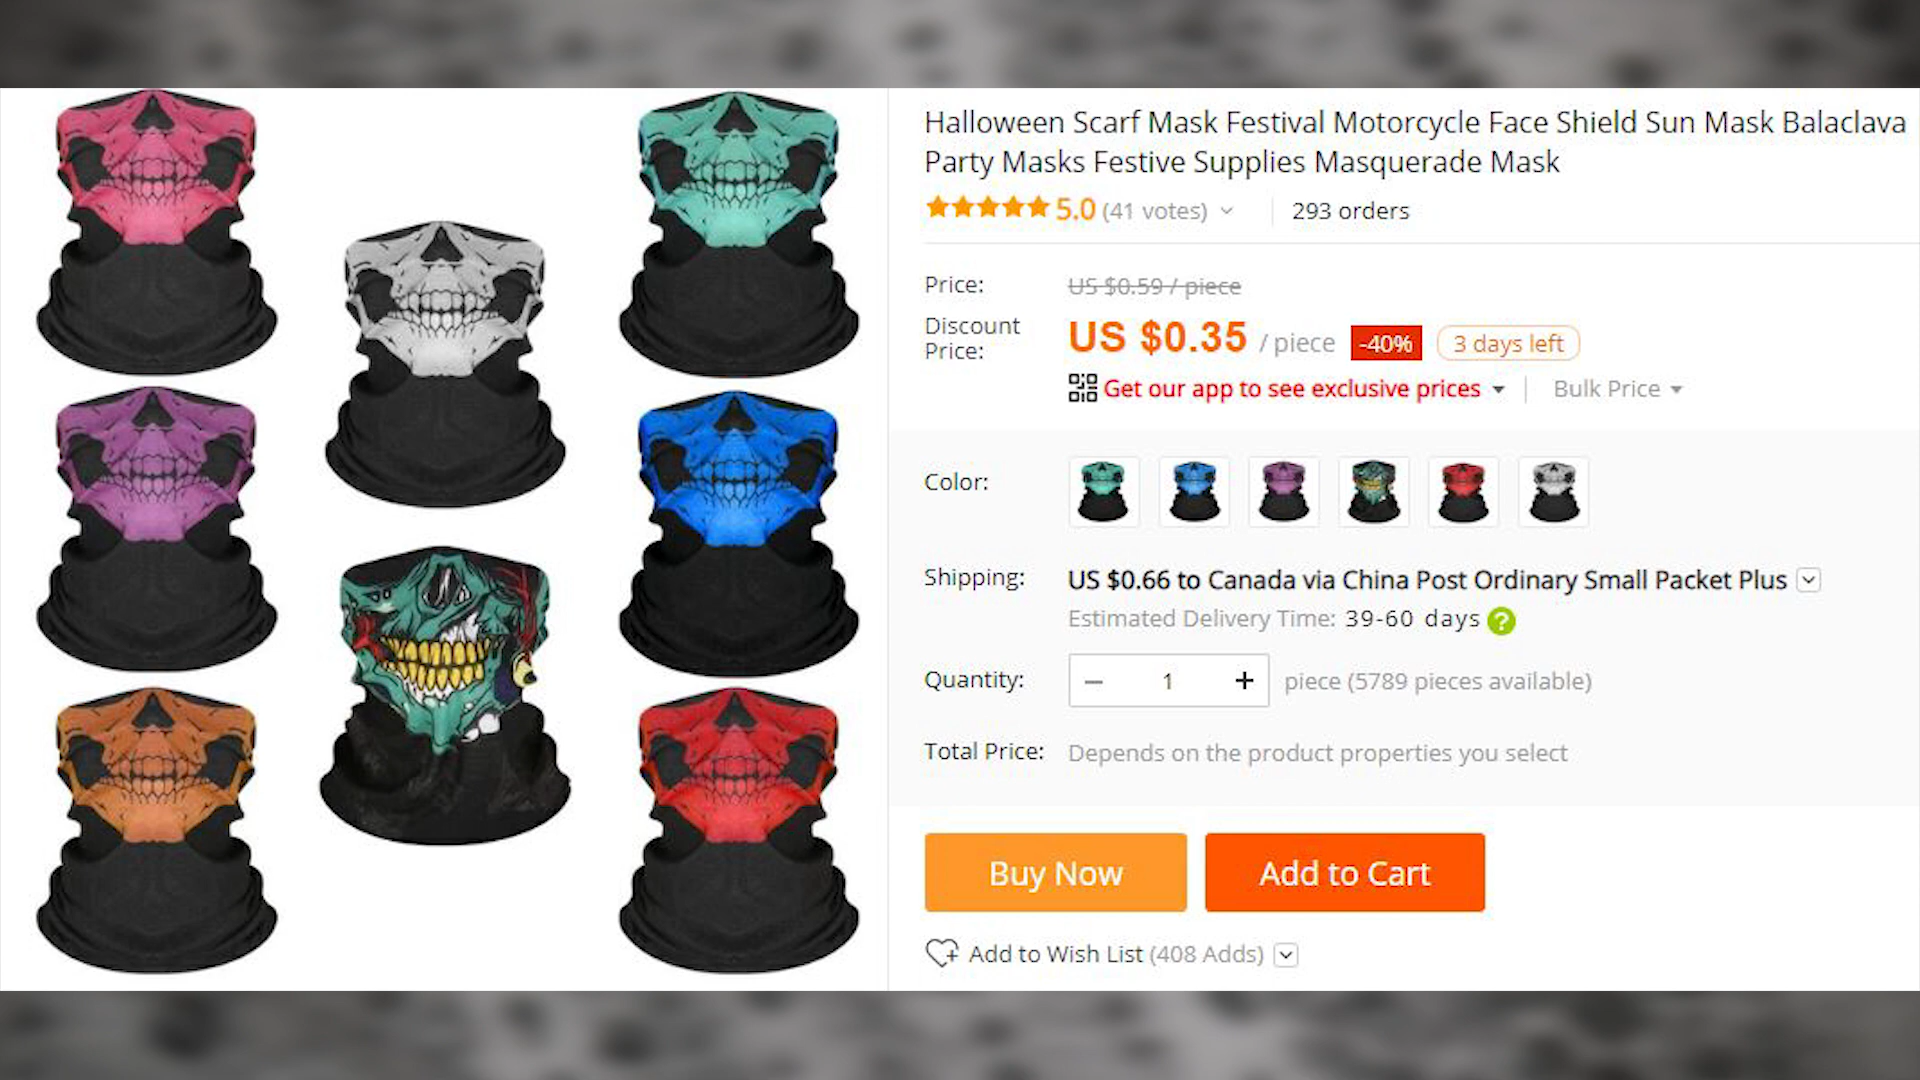 Halloween Scarf Mask Festival Motorcycle Face Shield Sun Mask Balaclava
Party Masks Festive Supplies Masquerade Mask
5.0 (41 votes) 293 orders
Price: US $0.59 / piece
Discount Price: US $0.35 / piece -40% 3 days left
Get our app to see exclusive prices Bulk Price
Color:
Shipping: US $0.66 to Canada via China Post Ordinary Small Packet Plus
Estimated Delivery Time: 39-60 days ?
Quantity: − 1 + piece (5789 pieces available)
Total Price: Depends on the product properties you select
Buy Now Add to Cart
Add to Wish List (408 Adds)